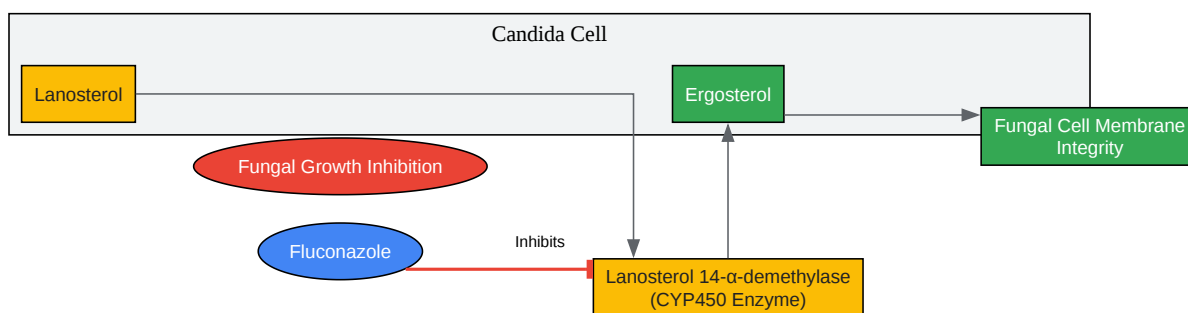 Candida Cell
Lanosterol
Ergosterol
Fungal Cell Membrane
Integrity
Fungal Growth Inhibition
Fluconazole
Inhibits
Lanosterol 14-α-demethylase
(CYP450 Enzyme)